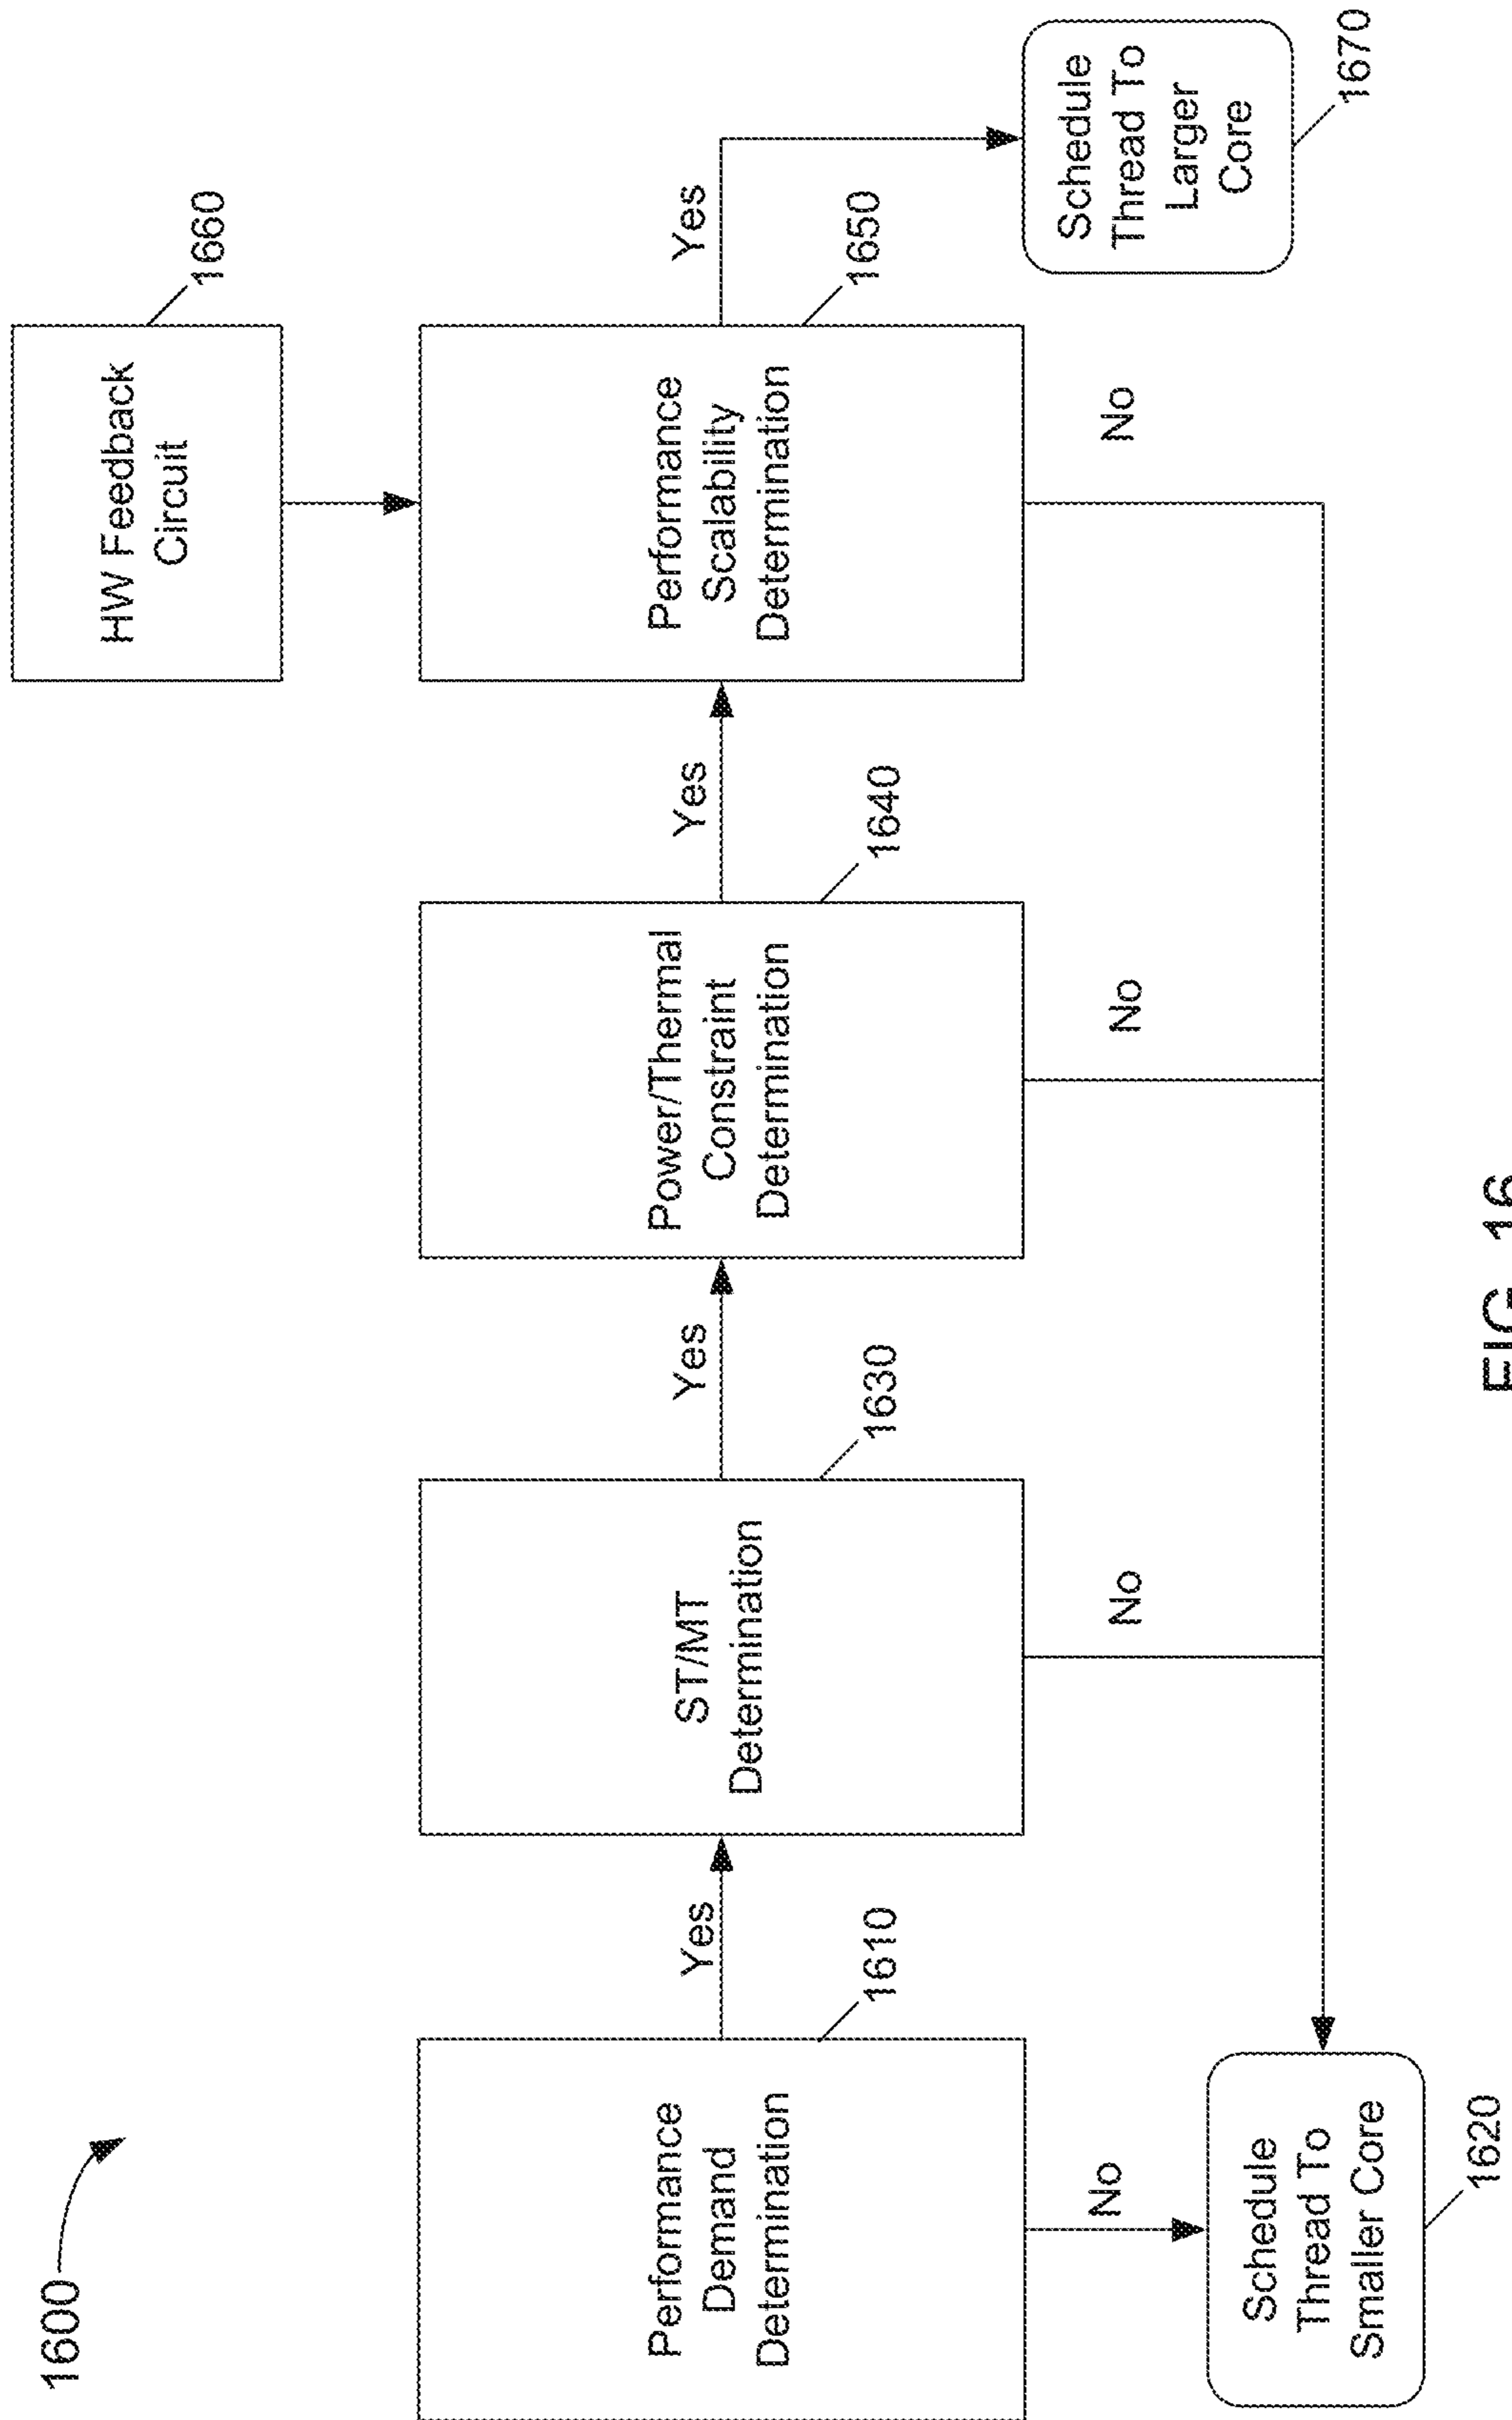 1600
HW Feedback
Circuit
1660
Performance
Demand
Determination
1610
Yes
ST/MT
Determination
1630
Yes
Power/Thermal
Constraint
Determination
1640
Yes
Performance
Scalability
Determination
1650
Yes
No
No
No
No
Schedule
Thread To
Smaller Core
1620
Schedule
Thread To
Larger
Core
1670
FIG. 16